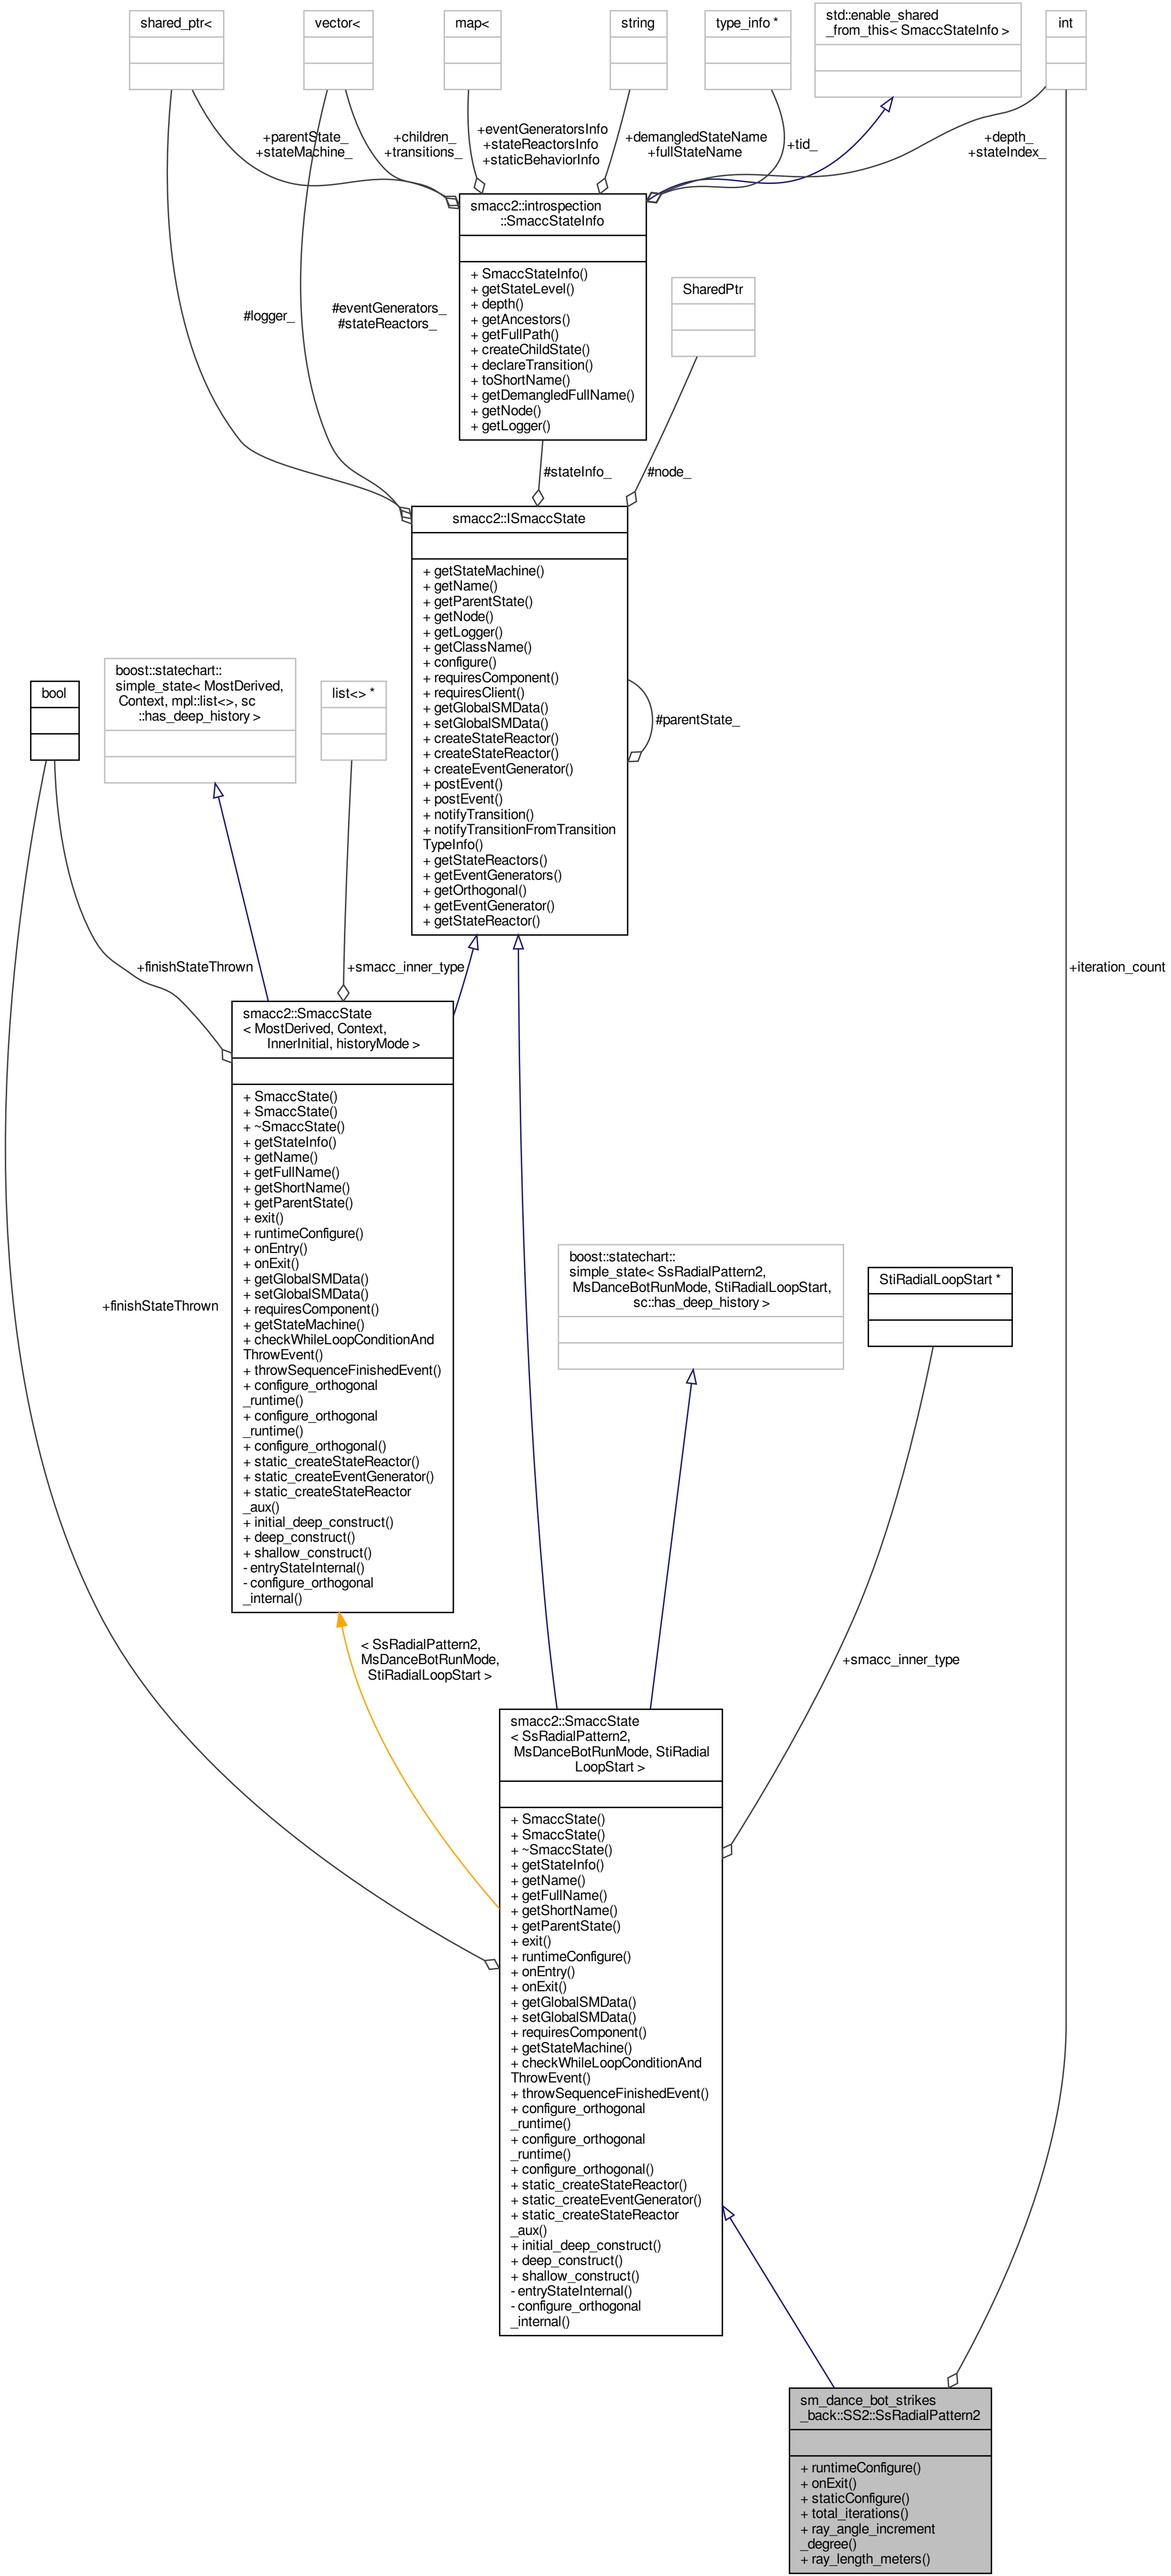 shared_ptr<
vector<
map<
string
type_info *
std::enable_shared
_from_this< SmaccStateInfo >
int
+parentState_
+stateMachine_
+children_
+transitions_
+eventGeneratorsInfo
+stateReactorsInfo
+staticBehaviorInfo
+demangledStateName
+fullStateName
+tid_
+depth_
+stateIndex_
smacc2::introspection
::SmaccStateInfo
+ SmaccStateInfo()
+ getStateLevel()
+ depth()
+ getAncestors()
+ getFullPath()
+ createChildState()
+ declareTransition()
+ toShortName()
+ getDemangledFullName()
+ getNode()
+ getLogger()
SharedPtr
#logger_
#eventGenerators_
#stateReactors_
#stateInfo_
#node_
smacc2::ISmaccState
+ getStateMachine()
+ getName()
+ getParentState()
+ getNode()
+ getLogger()
+ getClassName()
+ configure()
+ requiresComponent()
+ requiresClient()
+ getGlobalSMData()
+ setGlobalSMData()
+ createStateReactor()
+ createStateReactor()
+ createEventGenerator()
+ postEvent()
+ postEvent()
+ notifyTransition()
+ notifyTransitionFromTransition
TypeInfo()
+ getStateReactors()
+ getEventGenerators()
+ getOrthogonal()
+ getEventGenerator()
+ getStateReactor()
#parentState_
bool
boost::statechart::
simple_state< MostDerived,
Context, mpl::list<>, sc
::has_deep_history >
list<> *
+finishStateThrown
+smacc_inner_type
+iteration_count
smacc2::SmaccState
< MostDerived, Context,
InnerInitial, historyMode >
+ SmaccState()
+ SmaccState()
+ ~SmaccState()
+ getStateInfo()
+ getName()
+ getFullName()
+ getShortName()
+ getParentState()
+ exit()
+ runtimeConfigure()
+ onEntry()
+ onExit()
+ getGlobalSMData()
+ setGlobalSMData()
+ requiresComponent()
+ getStateMachine()
+ checkWhileLoopConditionAnd
ThrowEvent()
+ throwSequenceFinishedEvent()
+ configure_orthogonal
_runtime()
+ configure_orthogonal
_runtime()
+ configure_orthogonal()
+ static_createStateReactor()
+ static_createEventGenerator()
+ static_createStateReactor
_aux()
+ initial_deep_construct()
+ deep_construct()
+ shallow_construct()
- entryStateInternal()
- configure_orthogonal
_internal()
+finishStateThrown
boost::statechart::
simple_state< SsRadialPattern2,
MsDanceBotRunMode, StiRadialLoopStart,
sc::has_deep_history >
StiRadialLoopStart *
< SsRadialPattern2,
MsDanceBotRunMode,
StiRadialLoopStart >
+smacc_inner_type
smacc2::SmaccState
< SsRadialPattern2,
MsDanceBotRunMode, StiRadial
LoopStart >
+ SmaccState()
+ SmaccState()
+ ~SmaccState()
+ getStateInfo()
+ getName()
+ getFullName()
+ getShortName()
+ getParentState()
+ exit()
+ runtimeConfigure()
+ onEntry()
+ onExit()
+ getGlobalSMData()
+ setGlobalSMData()
+ requiresComponent()
+ getStateMachine()
+ checkWhileLoopConditionAnd
ThrowEvent()
+ throwSequenceFinishedEvent()
+ configure_orthogonal
_runtime()
+ configure_orthogonal
_runtime()
+ configure_orthogonal()
+ static_createStateReactor()
+ static_createEventGenerator()
+ static_createStateReactor
_aux()
+ initial_deep_construct()
+ deep_construct()
+ shallow_construct()
- entryStateInternal()
- configure_orthogonal
_internal()
sm_dance_bot_strikes
_back::SS2::SsRadialPattern2
+ runtimeConfigure()
+ onExit()
+ staticConfigure()
+ total_iterations()
+ ray_angle_increment
_degree()
+ ray_length_meters()